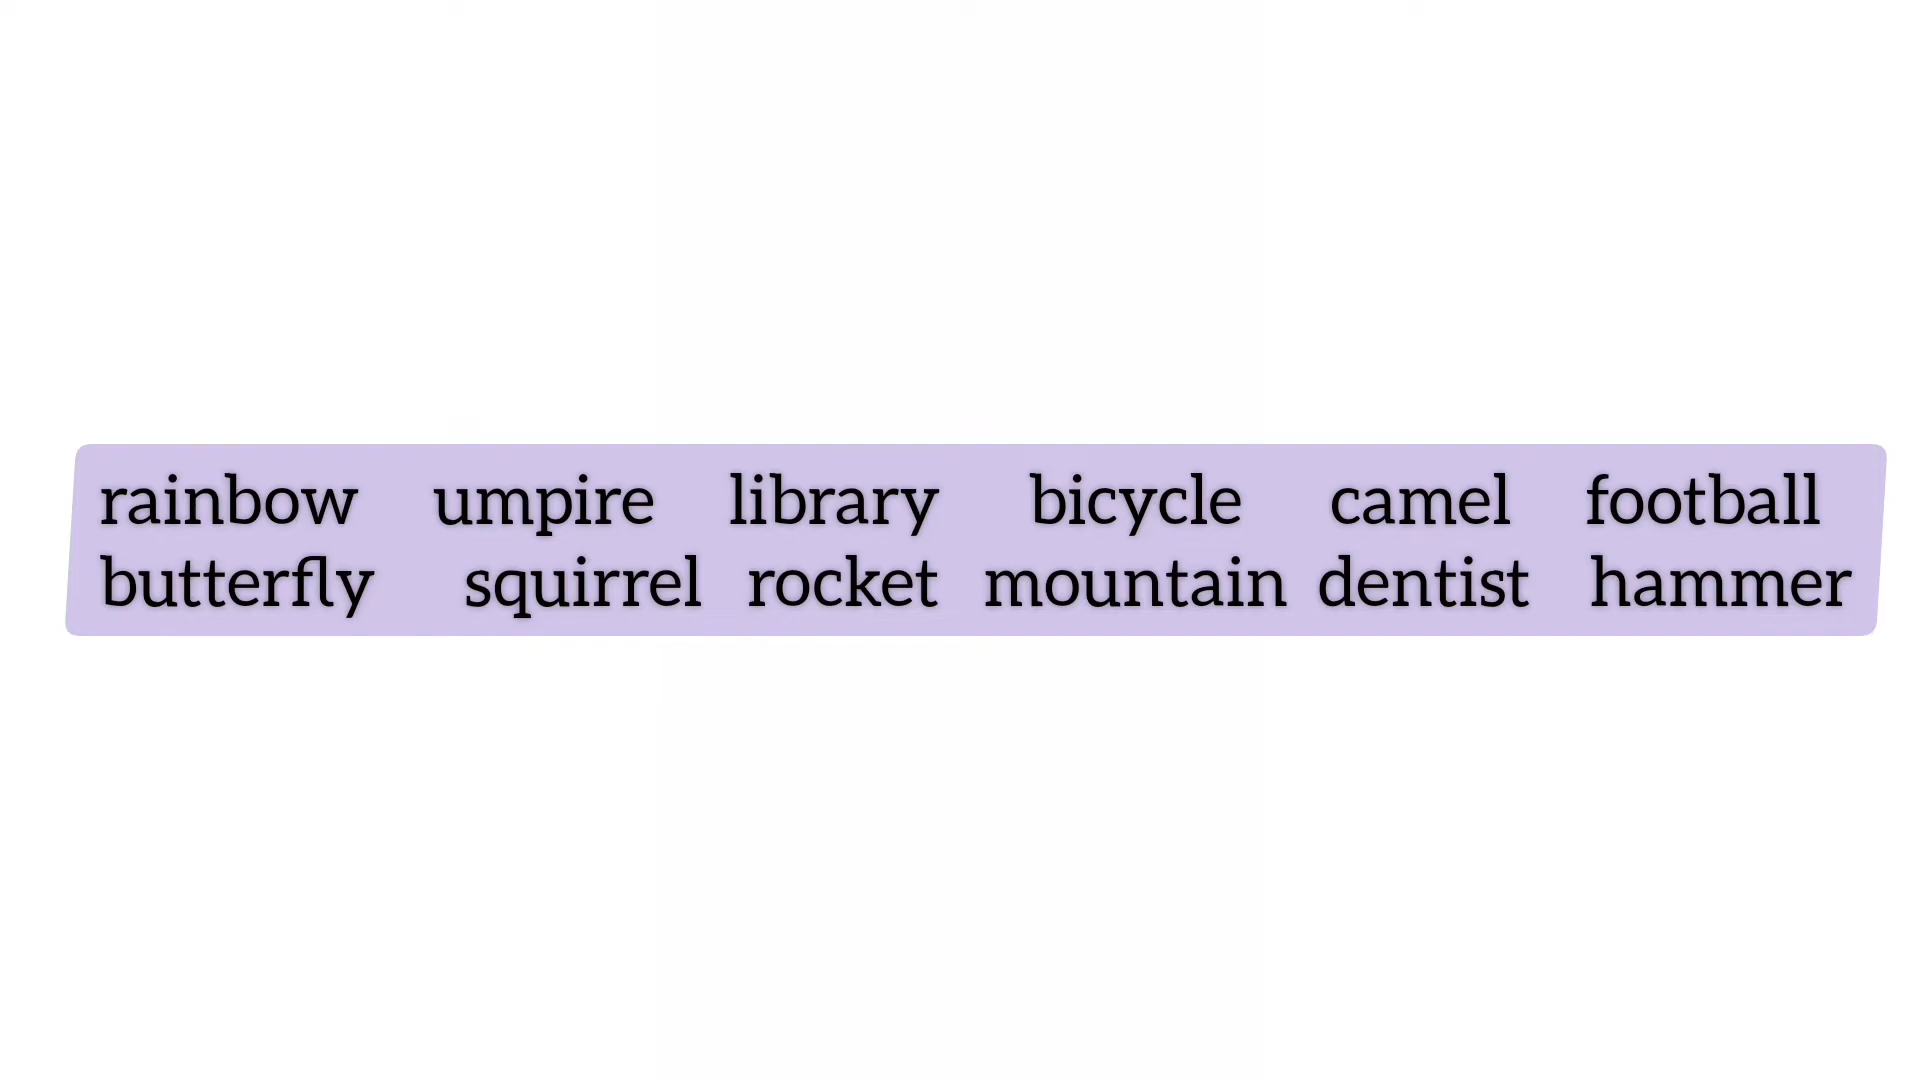 rainbow umpire library bicycle camel football
butterfly squirrel rocket mountain dentist hammer